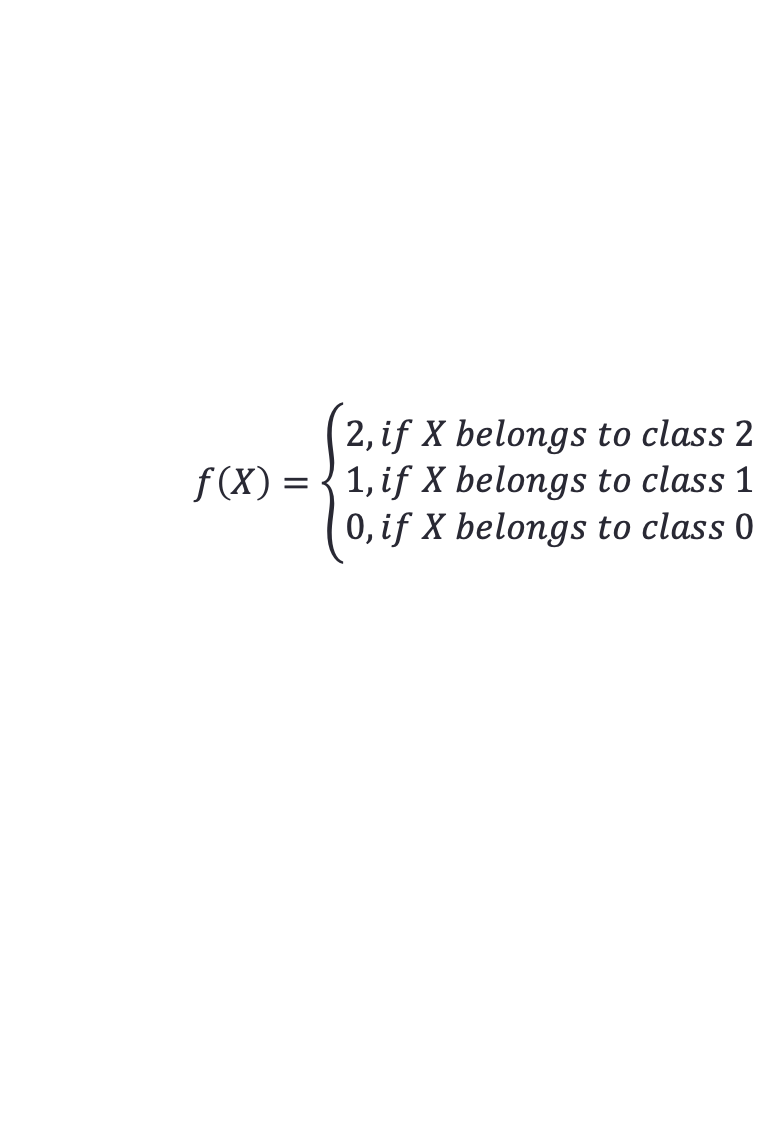 2, if X belongs to class 2
f(X) = { 1, if X belongs to class 1
0, if X belongs to class 0